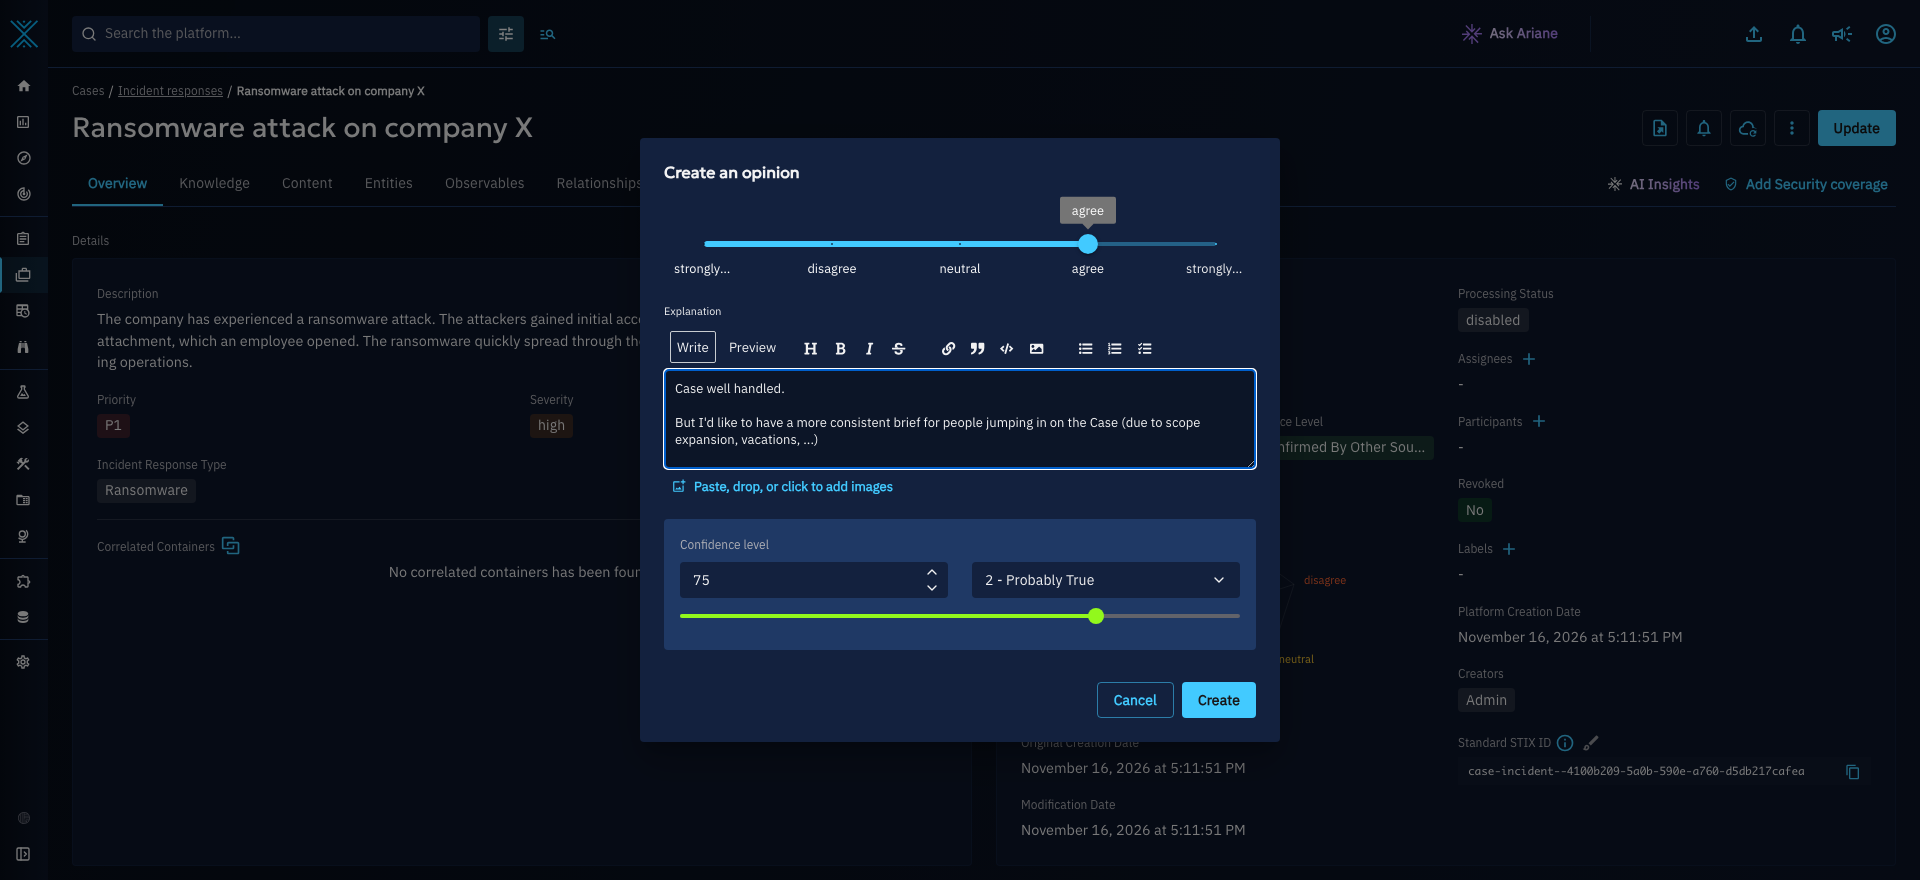 Search the platform...
Ask Ariane
Cases / Incident responses / Ransomware attack on company X
Ransomware attack on company X
Update
Overview Knowledge Content Entities Observables Relationships
AI Insights Add Security coverage
Details
Description
The company has experienced a ransomware attack. The attackers gained initial
attachment, which an employee opened. The ransomware quickly spread through
ing operations.
Priority Severity
P1 high
Incident Response Type
Ransomware
Correlated Containers
No correlated containers has been
Create an opinion
agree
strongly... disagree neutral agree strongly...
Explanation
Write Preview
Case well handled.
But I'd like to have a more consistent brief for people jumping in on the Case (due to scope
expansion, vacations, ...)
Paste, drop, or click to add images
Confidence level
75 2 - Probably True
Cancel Create
Level
By Other Sou...
disagree
neutral
Original Creation Date
November 16, 2026 at 5:11:51 PM
Modification Date
November 16, 2026 at 5:11:51 PM
Processing Status
disabled
Assignees
-
Participants
-
Revoked
No
Labels
-
Platform Creation Date
November 16, 2026 at 5:11:51 PM
Creators
Admin
Standard STIX ID
case-incident--4100b209-5a0b-590e-a760-d5db217cafea